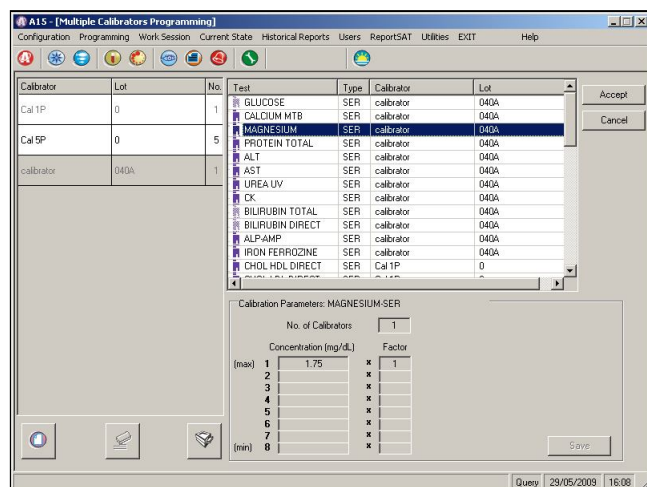 A15 - [Multiple Calibrators Programming]
Configuration Programming Work Session Current State Historical Reports Users ReportSAT Utilities EXIT Help
Calibrator Lot No.
Cal 1P 0 1
Cal 5P 0 5
calibrator 040A 1
Test Type Calibrator Lot
GLUCOSE SER calibrator 040A
CALCIUM MTB SER calibrator 040A
MAGNESIUM SER calibrator 040A
PROTEIN TOTAL SER calibrator 040A
ALT SER calibrator 040A
AST SER calibrator 040A
UREA UV SER calibrator 040A
CK SER calibrator 040A
BILIRUBIN TOTAL SER calibrator 040A
BILIRUBIN DIRECT SER calibrator 040A
ALP-AMP SER calibrator 040A
IRON FERROZINE SER calibrator 040A
CHOL HDL DIRECT SER Cal 1P 0
Accept
Cancel
Calibration Parameters: MAGNESIUM-SER
No. of Calibrators 1
Concentration (mg/dL) Factor
(max) 1 1.75 x 1
2 x
3 x
4 x
5 x
6 x
7 x
(min) 8 x
Save
Query 29/05/2009 16:08